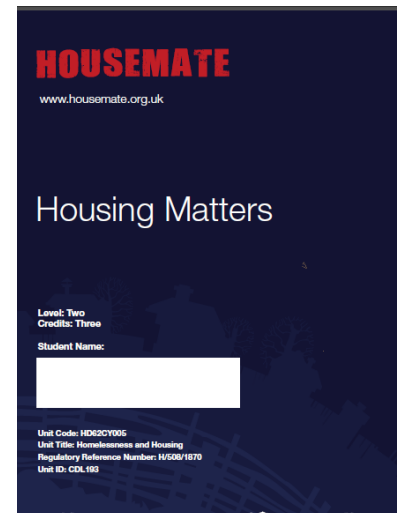 HOUSEMATE
www.housemate.org.uk
Housing Matters
Level: Two
Credits: Three
Student Name:
Unit Code: HD62CY005
Unit Title: Homelessness and Housing
Regulatory Reference Number: H/508/1870
Unit ID: CDL193